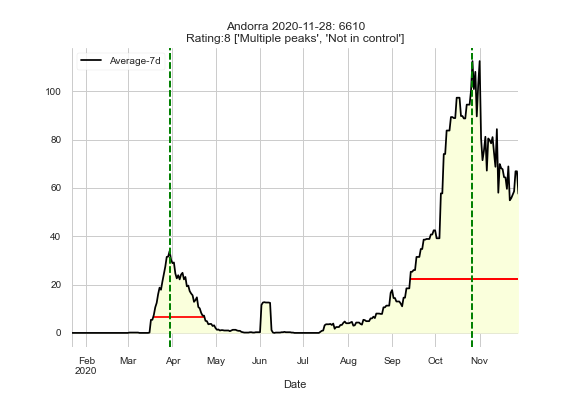 Andorra 2020-11-28: 6610
Rating:8 ['Multiple peaks', 'Not in control']
Average-7d
100
80
60
40
20
0
Feb Mar Apr May Jun Jul Aug Sep Oct Nov
2020
Date